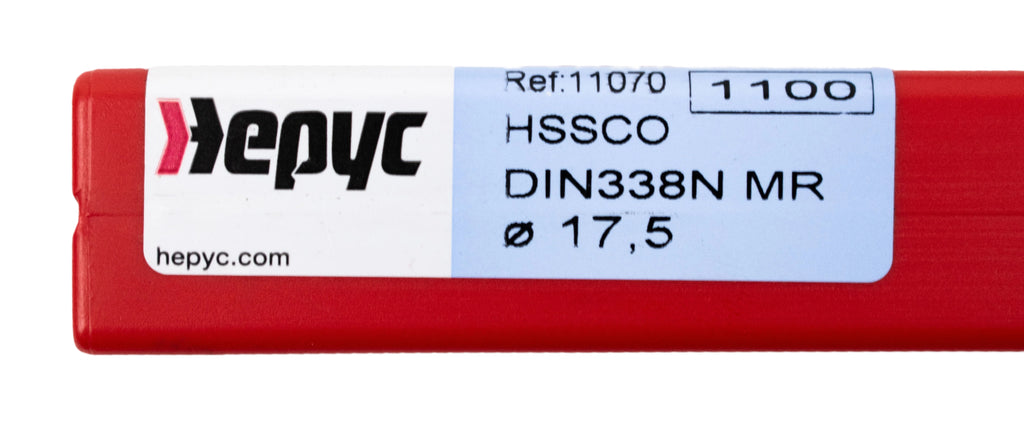 Hepyc
hepyc.com
Ref:11070 1100
HSSCO
DIN338N MR
ø 17,5